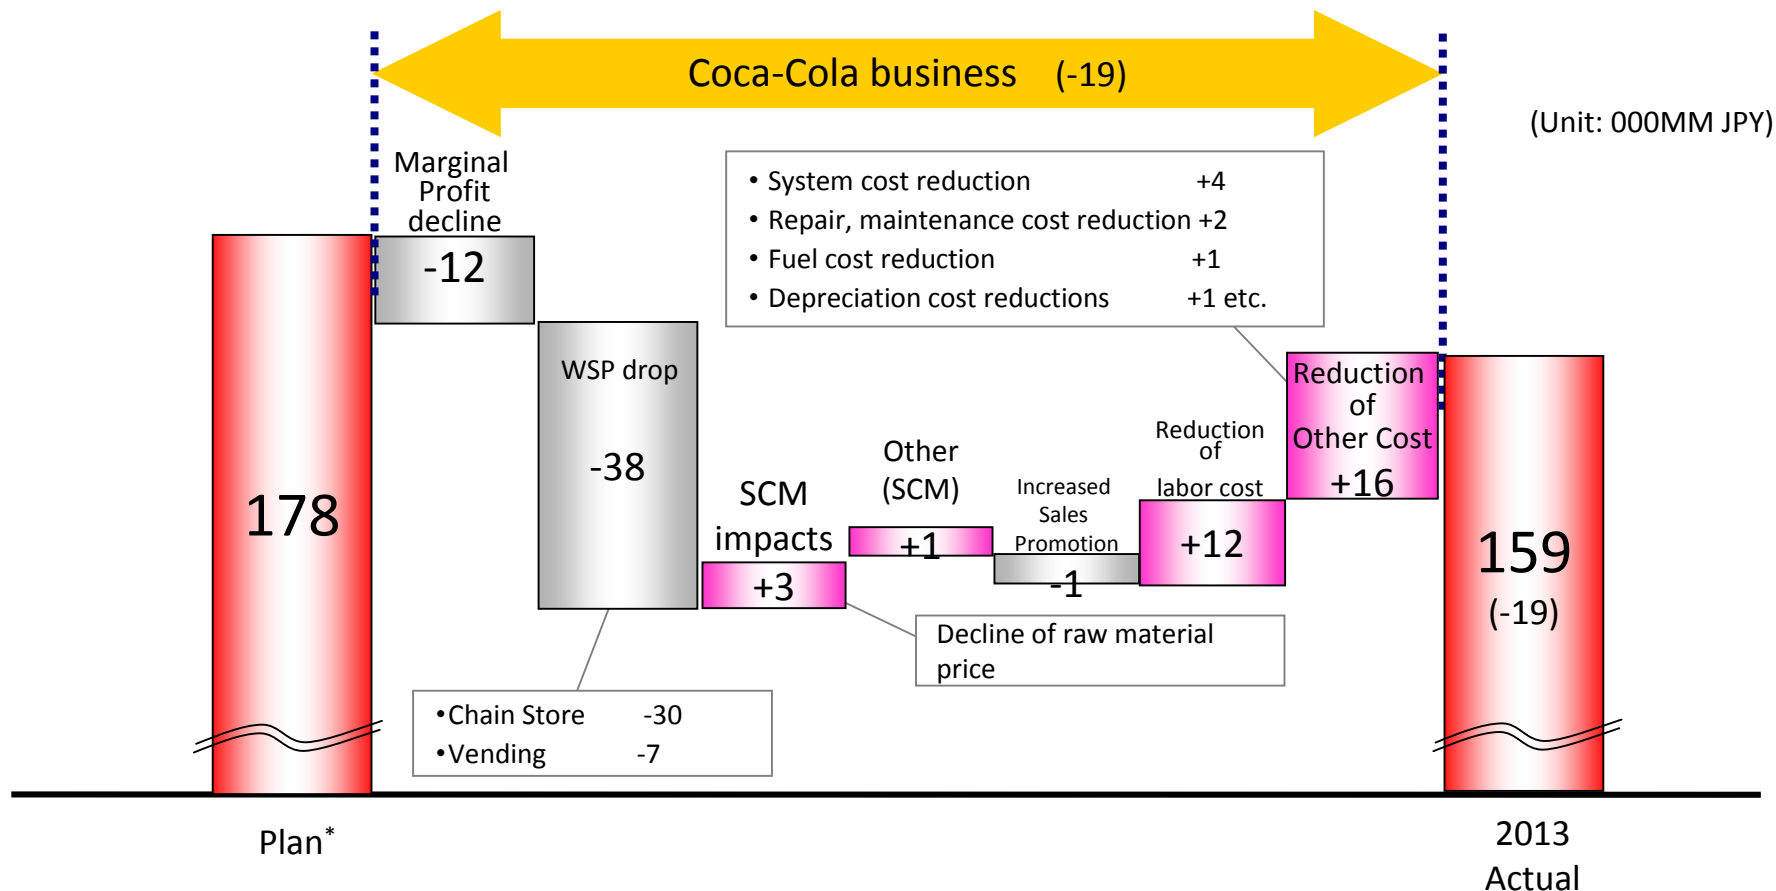 Coca-Cola business (-19)
(Unit: 000MM JPY)
Marginal
Profit
decline
-12
• System cost reduction +4
• Repair, maintenance cost reduction +2
• Fuel cost reduction +1
• Depreciation cost reductions +1 etc.
WSP drop
-38
178
SCM
impacts
+3
Other
(SCM)
+1
Increased
Sales
Promotion
-1
Reduction
of
labor cost
+12
Reduction
of
Other Cost
+16
159
(-19)
Decline of raw material
price
•Chain Store -30
•Vending -7
Plan*
2013
Actual